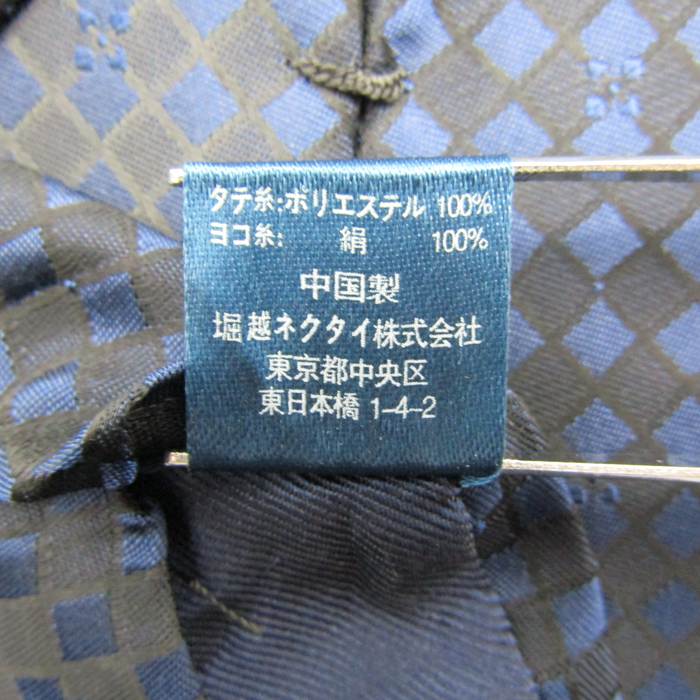 タテ糸:ポリエステル 100%
ヨコ糸: 絹 100%
中国製
堀越ネクタイ株式会社
東京都中央区
東日本橋 1-4-2